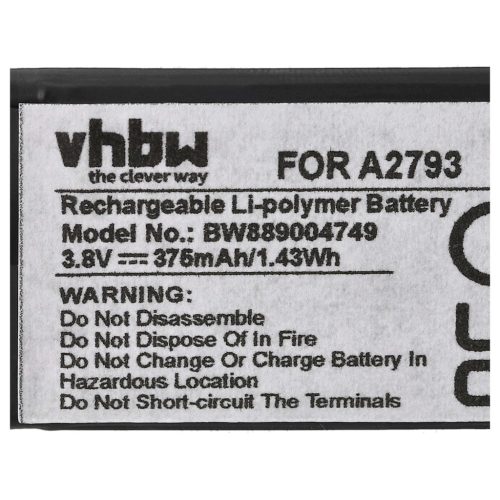 vhbw
the clever way
FOR A2793
Rechargeable Li-polymer Battery
Model No.: BW889004749
3.8V ⎓ 375mAh/1.43Wh
WARNING:
Do Not Disassemble
Do Not Dispose Of In Fire
Do Not Change Or Charge Battery In
Hazardous Location
Do Not Short-circuit The Terminals